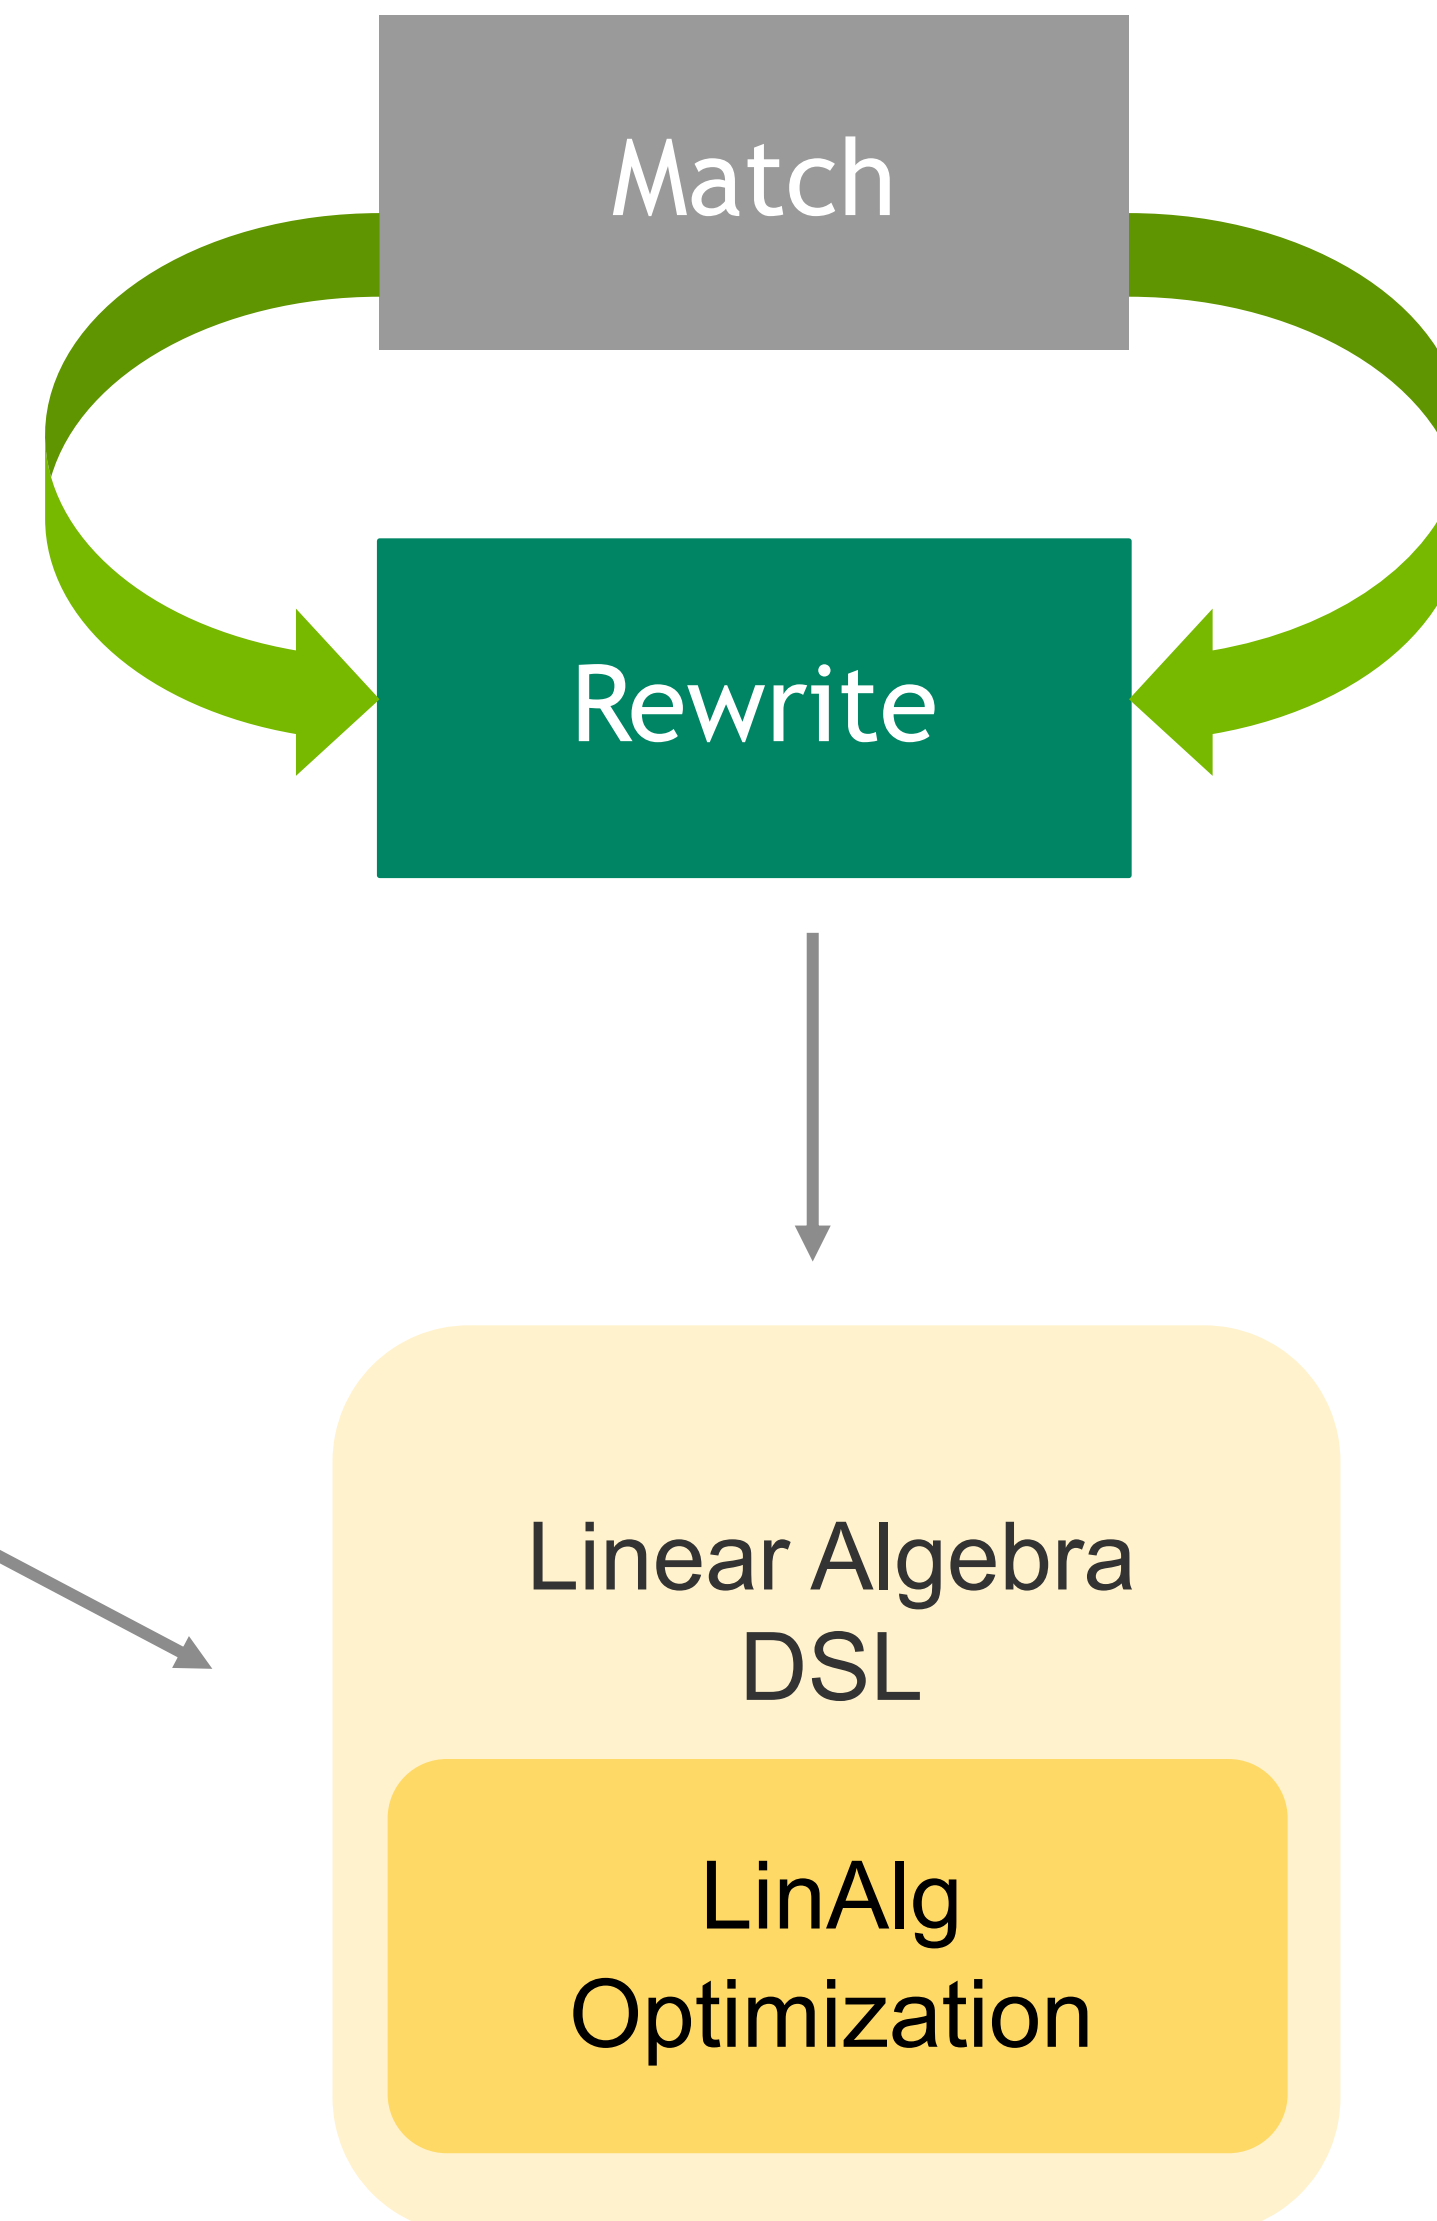 Match
Rewrite
Linear Algebra
DSL
LinAlg
Optimization